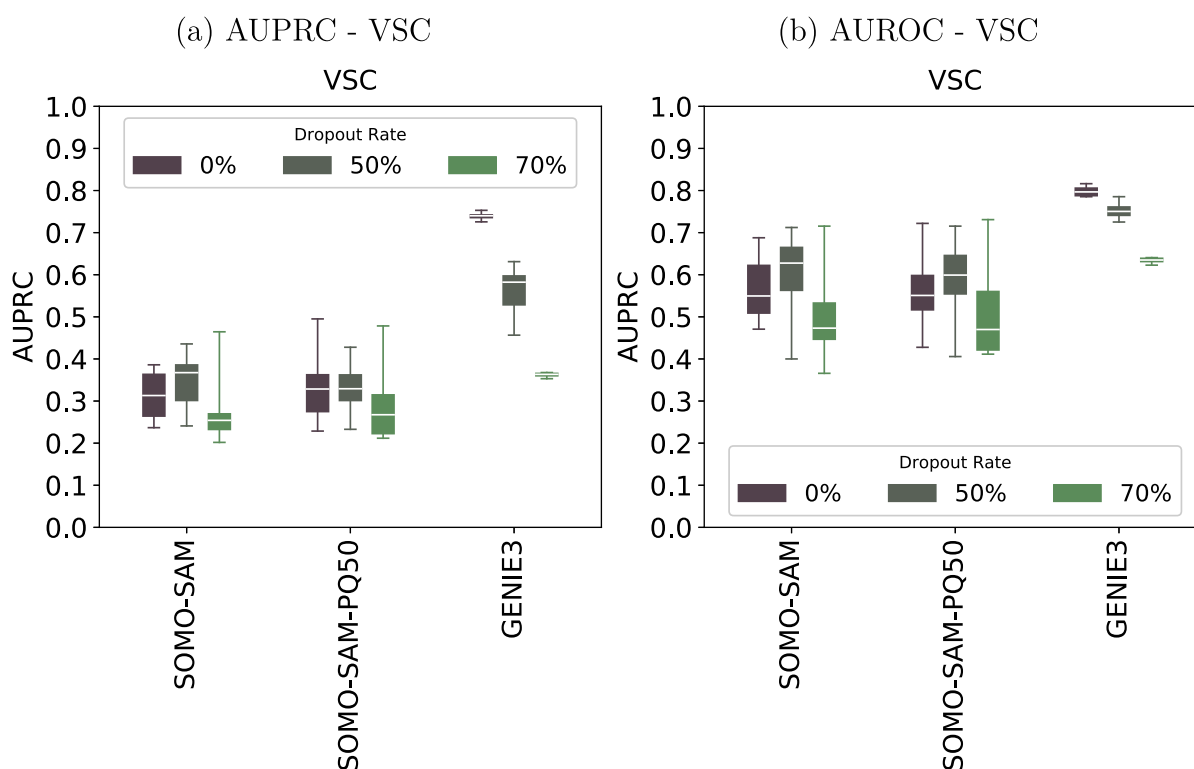 (a) AUPRC - VSC
VSC
1.0
0.9
0.8
0.7
0.6
0.5
0.4
0.3
0.2
0.1
0.0
AUPRC
Dropout Rate
0% 50% 70%
SOMO-SAM
SOMO-SAM-PQ50
GENIE3
(b) AUROC - VSC
VSC
1.0
0.9
0.8
0.7
0.6
0.5
0.4
0.3
0.2
0.1
0.0
AUPRC
Dropout Rate
0% 50% 70%
SOMO-SAM
SOMO-SAM-PQ50
GENIE3